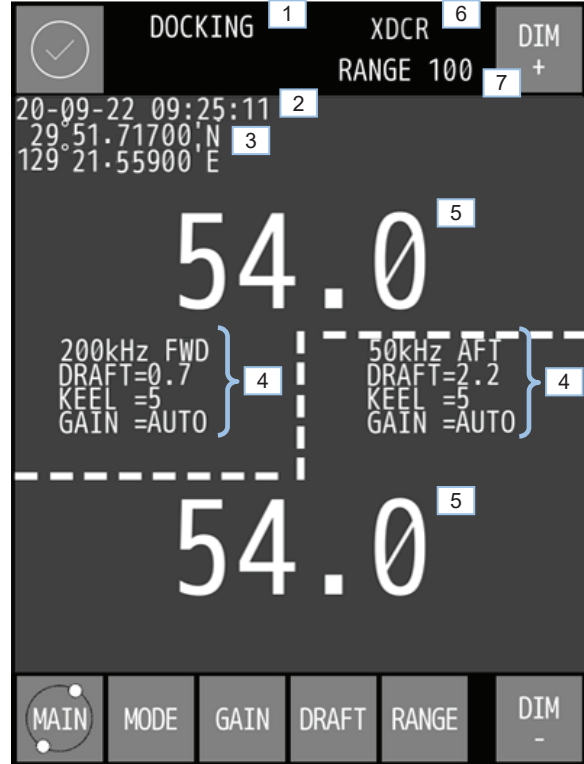 DOCKING 1 XDCR 6 DIM
RANGE 100 7 +
20-09-22 09:25:11 2
29°51.71700'N 3
129°21.55900'E
54.0 5
200kHz FWD
DRAFT=0.7
KEEL =5
GAIN =AUTO
4
50kHz AFT
DRAFT=2.2
KEEL =5
GAIN =AUTO
4
54.0 5
MAIN MODE GAIN DRAFT RANGE DIM
-